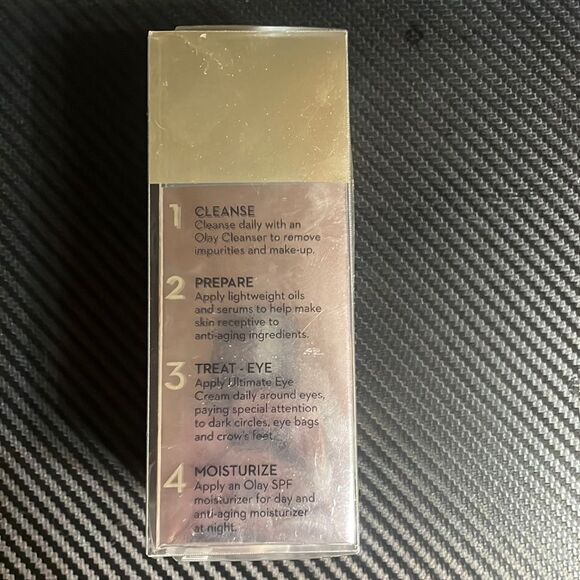 1 CLEANSE
Cleanse daily with an
Olay Cleanser to remove
impurities and make-up.
2 PREPARE
Apply lightweight oils
and serums to help make
skin receptive to
anti-aging ingredients.
3 TREAT - EYE
Apply Ultimate Eye
Cream daily around eyes,
paying special attention
to dark circles, eye bags
and crow's feet.
4 MOISTURIZE
Apply an Olay SPF
moisturizer for day and
anti-aging moisturizer
at night.